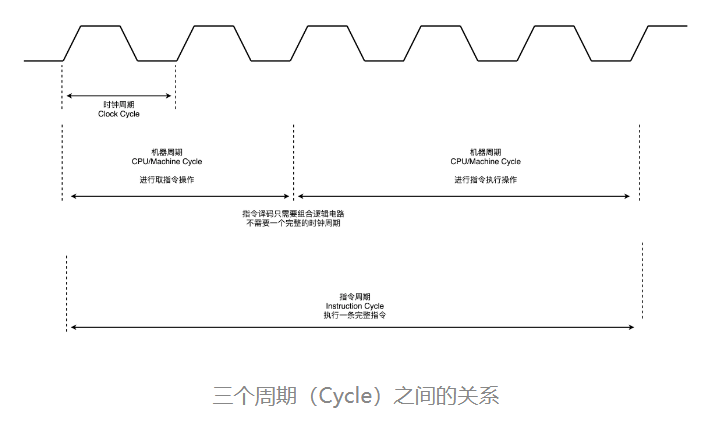 时钟周期
Clock Cycle
机器周期
CPU/Machine Cycle
进行取指令操作
机器周期
CPU/Machine Cycle
进行指令执行操作
指令译码只需要组合逻辑电路
不需要一个完整的时钟周期
指令周期
Instruction Cycle
执行一条完整指令
三个周期（Cycle）之间的关系